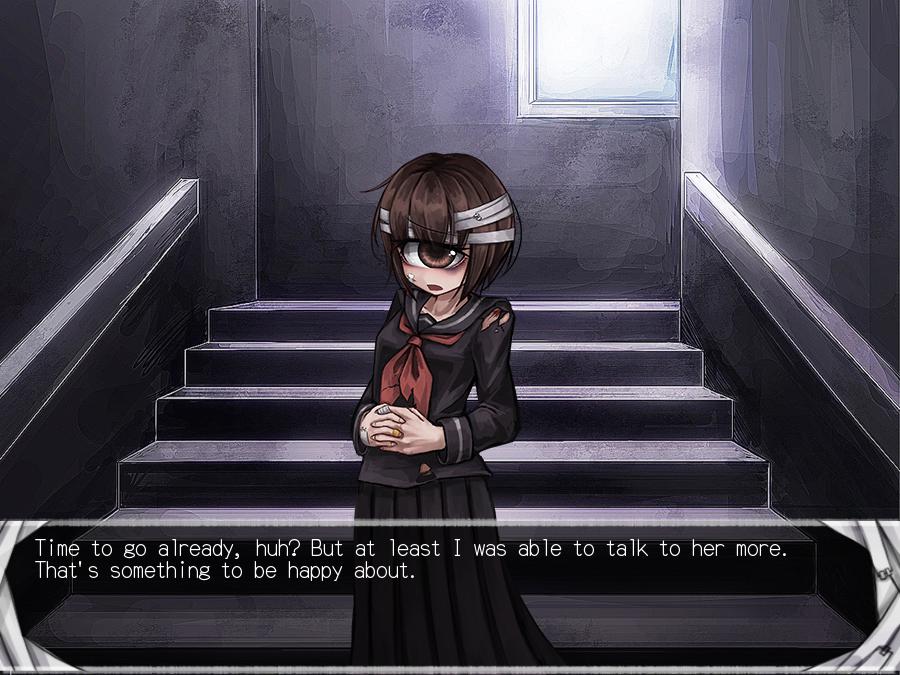 Time to go already, huh? But at least I was able to talk to her more.
That's something to be happy about.